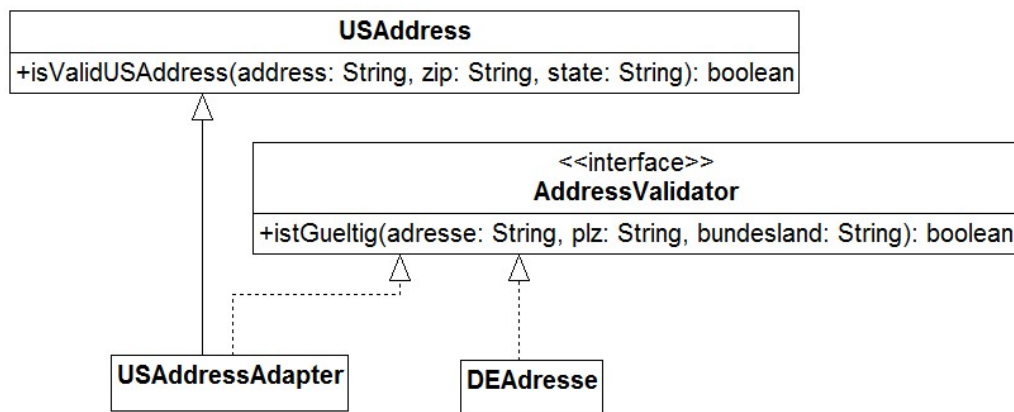 USAddress
+isValidUSAddress(address: String, zip: String, state: String): boolean
<<interface>>
AddressValidator
+istGueltig(adresse: String, plz: String, bundesland: String): boolean
USAddressAdapter
DEAdresse